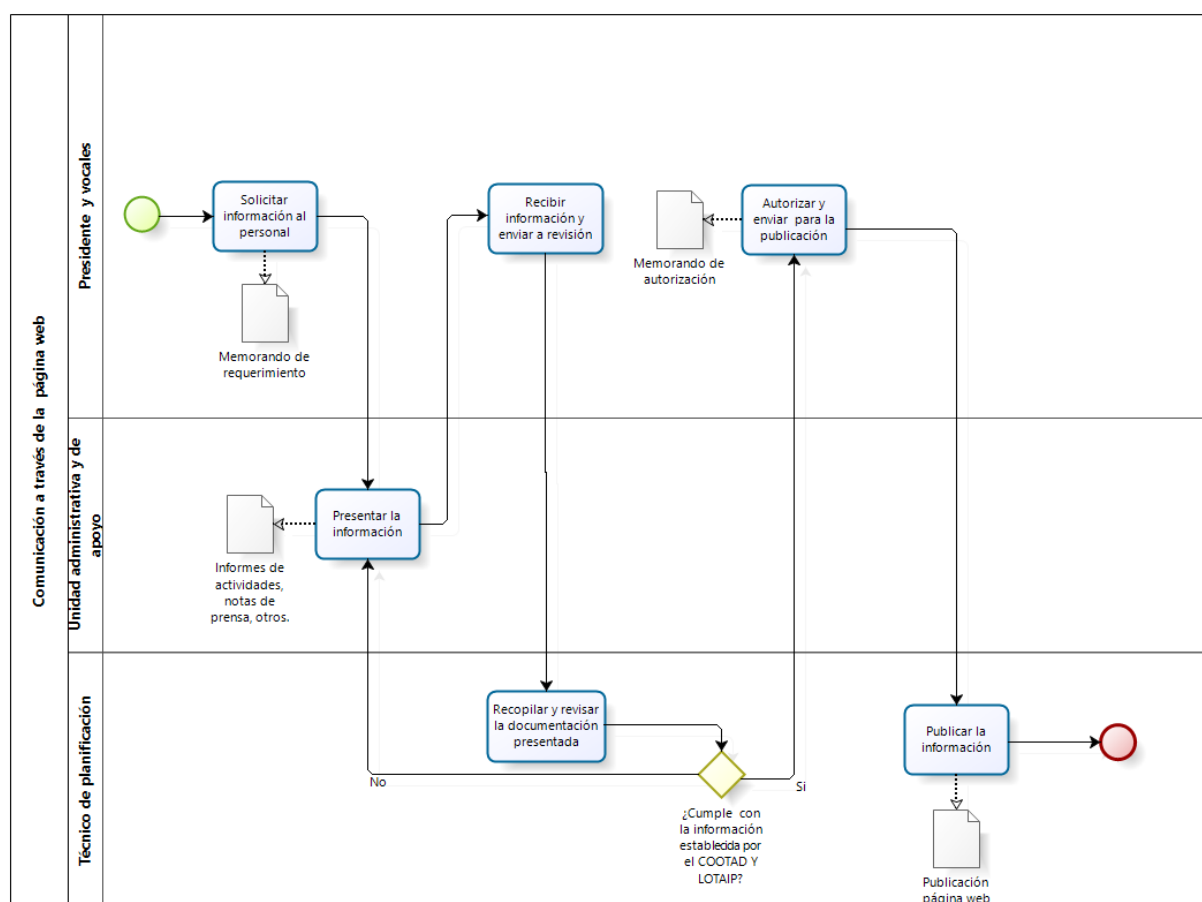 Comunicación a través de la página web
Presidente y vocales
Solicitar
información al
personal
Memorando de
requerimiento
Recibir
información y
enviar a revisión
Memorando de
autorización
Autorizar y
enviar para la
publicación
Unidad administrativa y de
apoyo
Presentar la
información
Informes de
actividades,
notas de
prensa, otros.
Técnico de planificación
Recopilar y revisar
la documentación
presentada
No
Si
¿Cumple con
la información
establecida por
el COOTAD Y
LOTAIP?
Publicar la
información
Publicación
página web